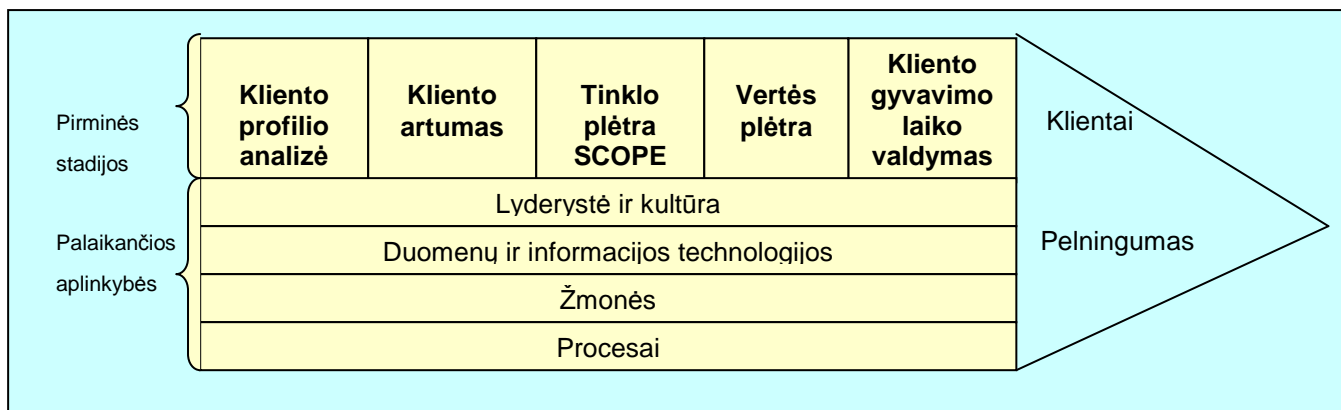 Pirminės
stadijos
Kliento
profilio
analizė
Kliento
artumas
Tinklo
plėtra
SCOPE
Vertės
plėtra
Kliento
gyvavimo
laiko
valdymas
Klientai
Palaikančios
aplinkybės
Lyderystė ir kultūra
Duomenų ir informacijos technologijos
Žmonės
Procesai
Pelningumas